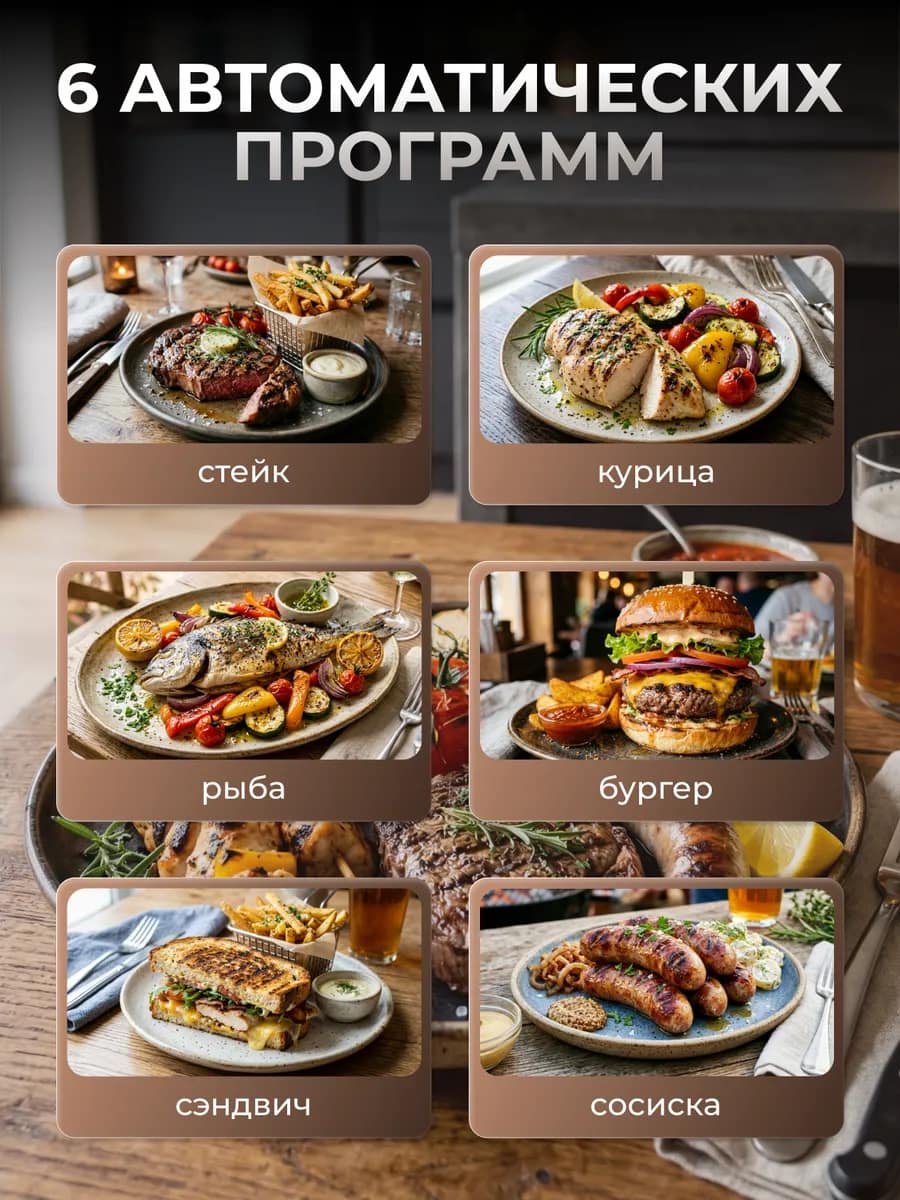 6 АВТОМАТИЧЕСКИХ
ПРОГРАММ
стейк
курица
рыба
бургер
сэндвич
сосиска